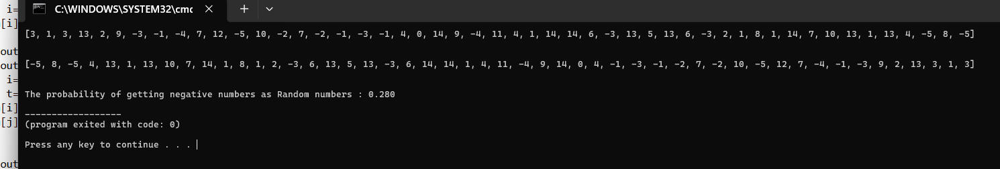 C:\WINDOWS\SYSTEM32\cmc
i=
[i]
[3, 1, 3, 13, 2, 9, -3, -1, -4, 7, 12, -5, 10, -2, 7, -2, -1, -3, -1, 4, 0, 14, 9, -4, 11, 4, 1, 14, 14, 6, -3, 13, 5, 13, 6, -3, 2, 1, 8, 1, 14, 7, 10, 13, 1, 13, 4, -5, 8, -5]
out
out
[-5, 8, -5, 4, 13, 1, 13, 10, 7, 14, 1, 8, 1, 2, -3, 6, 13, 5, 13, -3, 6, 14, 14, 1, 4, 11, -4, 9, 14, 0, 4, -1, -3, -1, -2, 7, -2, 10, -5, 12, 7, -4, -1, -3, 9, 2, 13, 3, 1, 3]
i=
t=
The probability of getting negative numbers as Random numbers : 0.280
[i]
------------------
[j]
(program exited with code: 0)
Press any key to continue . . .
out